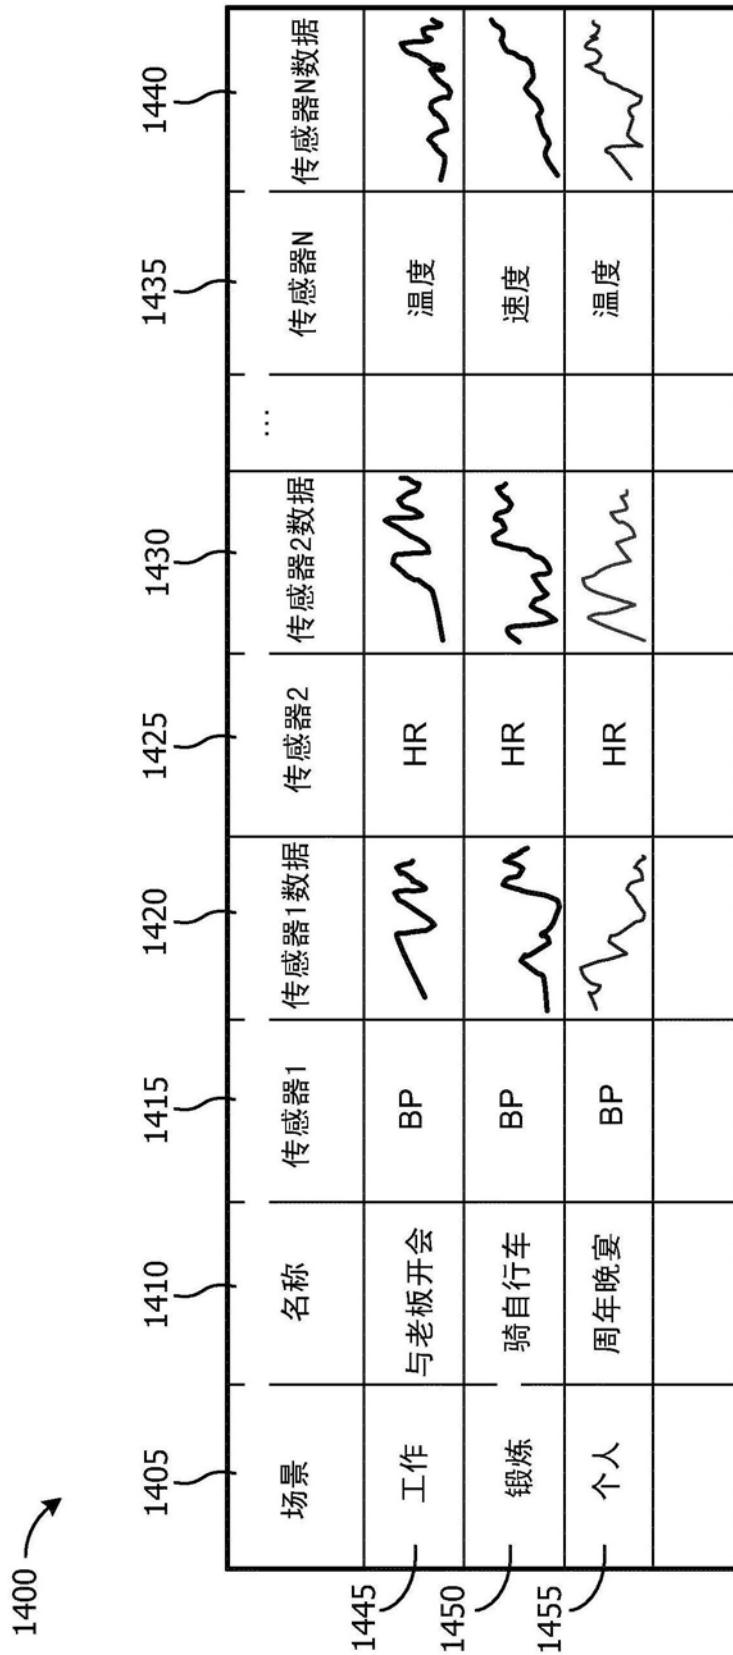 1400
1405 1410 1415 1420 1425 1430 1435 1440
场景 名称 传感器1 传感器1数据 传感器2 传感器2数据 ... 传感器N 传感器N数据
1445 工作 与老板开会 BP HR 温度
1450 锻炼 骑自行车 BP HR 速度
1455 个人 周年晚宴 BP HR 温度